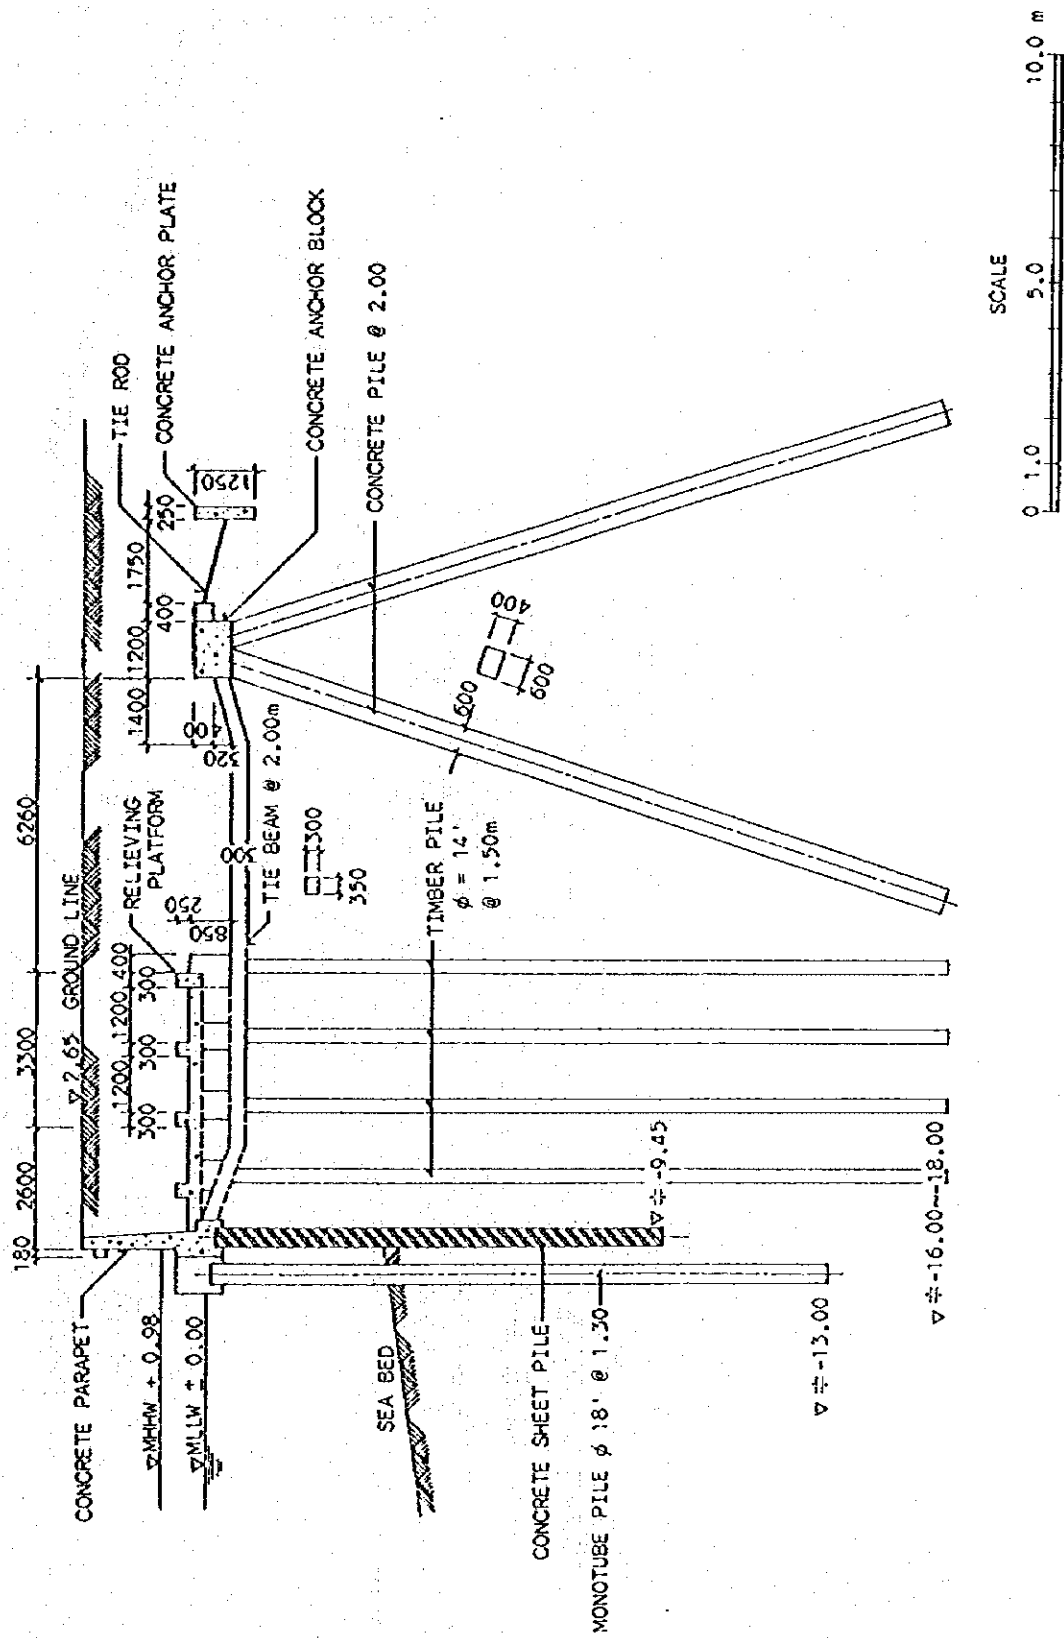 180
2600
3300
6260
▽ 2.65 GROUND LINE
CONCRETE PARAPET
▽MHHW + 0.98
▽MLLW ± 0.00
300
1200
300
1200
300
1200
400
300
RELIEVING
PLATFORM
250
850
300
1400
1200
400
1750
250
400
320
1250
TIE ROD
CONCRETE ANCHOR PLATE
CONCRETE ANCHOR BLOCK
CONCRETE PILE @ 2.00
TIE BEAM @ 2.00m
300
350
600
600
400
TIMBER PILE
φ = 14'
@ 1.50m
SEA BED
CONCRETE SHEET PILE
▽≑-9.45
MONOTUBE PILE φ 18' @ 1.30
▽≑-13.00
▽≑-16.00~-18.00
SCALE
0 1.0 5.0 10.0 m